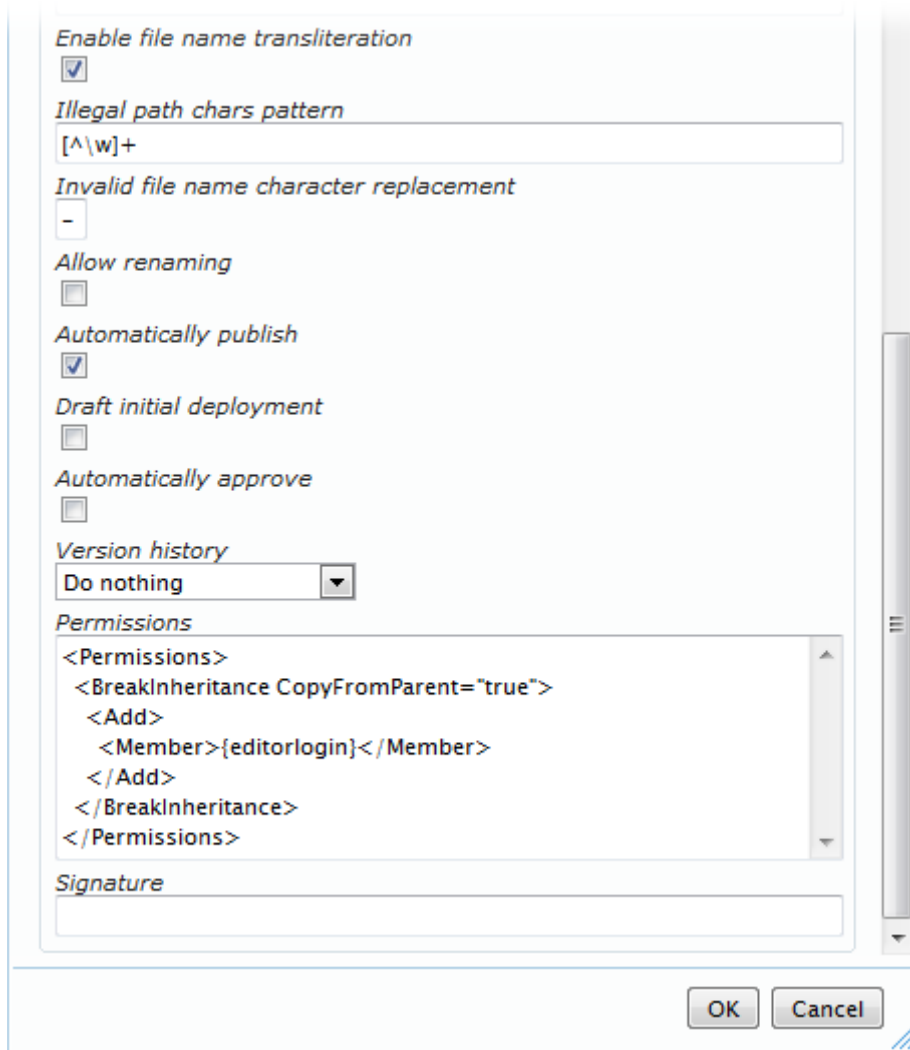 Enable file name transliteration
Illegal path chars pattern
[^\w]+
Invalid file name character replacement
-
Allow renaming
Automatically publish
Draft initial deployment
Automatically approve
Version history
Do nothing
Permissions
<Permissions>
<BreakInheritance CopyFromParent="true">
<Add>
<Member>{editorlogin}</Member>
</Add>
</BreakInheritance>
</Permissions>
Signature
OK Cancel